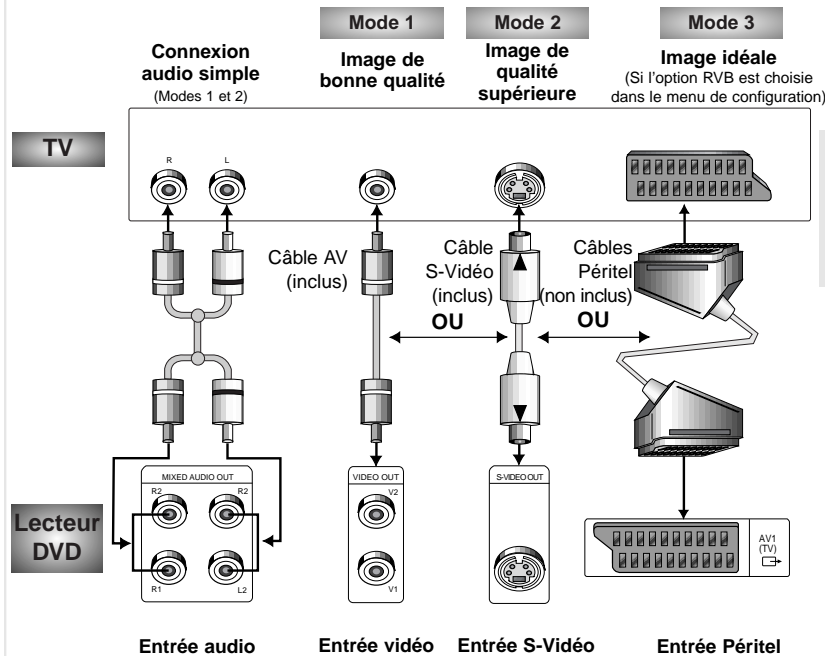 Mode 1
Mode 2
Mode 3
Connexion
audio simple
(Modes 1 et 2)
Image de
bonne qualité
Image de
qualité
supérieure
Image idéale
(Si l'option RVB est choisie
dans le menu de configuration)
TV
R
L
Câble AV
(inclus)
Câble
S-Vidéo
(inclus)
OU
Câbles
Péritel
(non inclus)
OU
Lecteur
DVD
MIXED AUDIO OUT
R2
R2
R1
L2
VIDEO OUT
V2
V1
S-VIDEO OUT
AV1
(TV)
Entrée audio
Entrée vidéo
Entrée S-Vidéo
Entrée Péritel